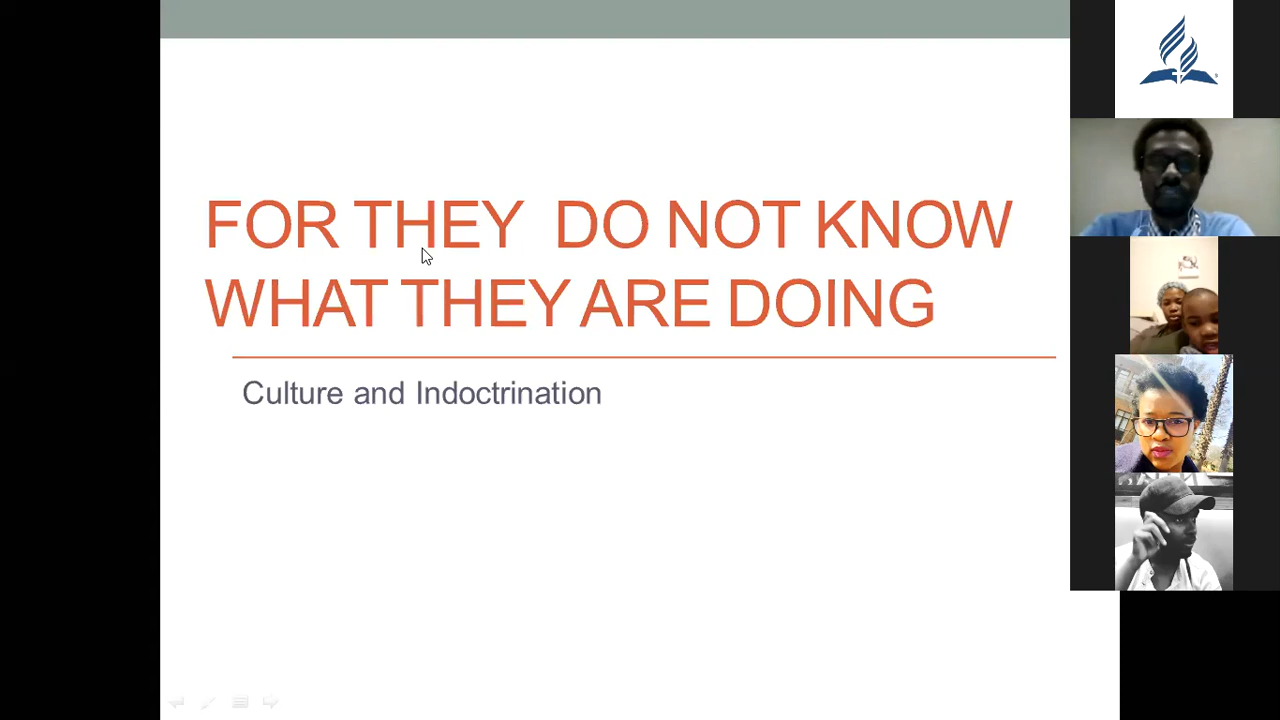 FOR THEY DO NOT KNOW
WHAT THEY ARE DOING
Culture and Indoctrination